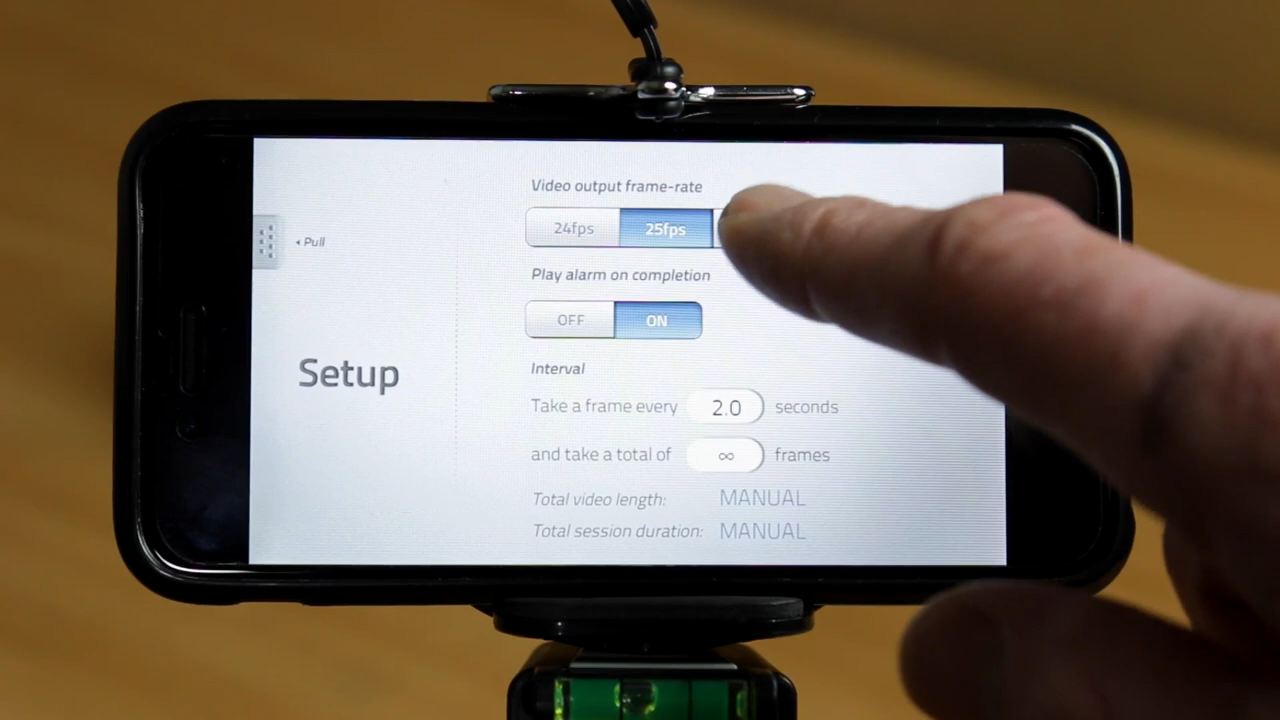 Video output frame-rate
24fps 25fps
Pull
Play alarm on completion
OFF ON
Setup
Interval
Take a frame every 2.0 seconds
and take a total of ∞ frames
Total video length: MANUAL
Total session duration: MANUAL